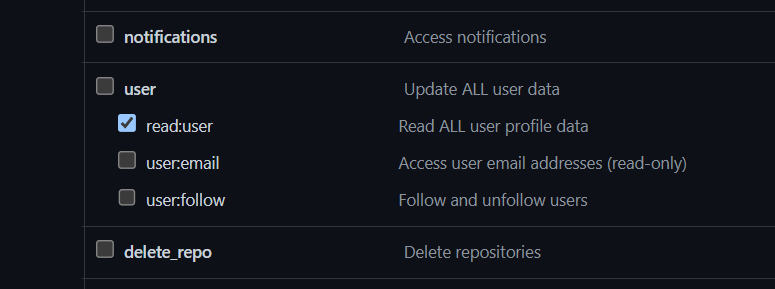 notifications Access notifications
user Update ALL user data
read:user Read ALL user profile data
user:email Access user email addresses (read-only)
user:follow Follow and unfollow users
delete_repo Delete repositories